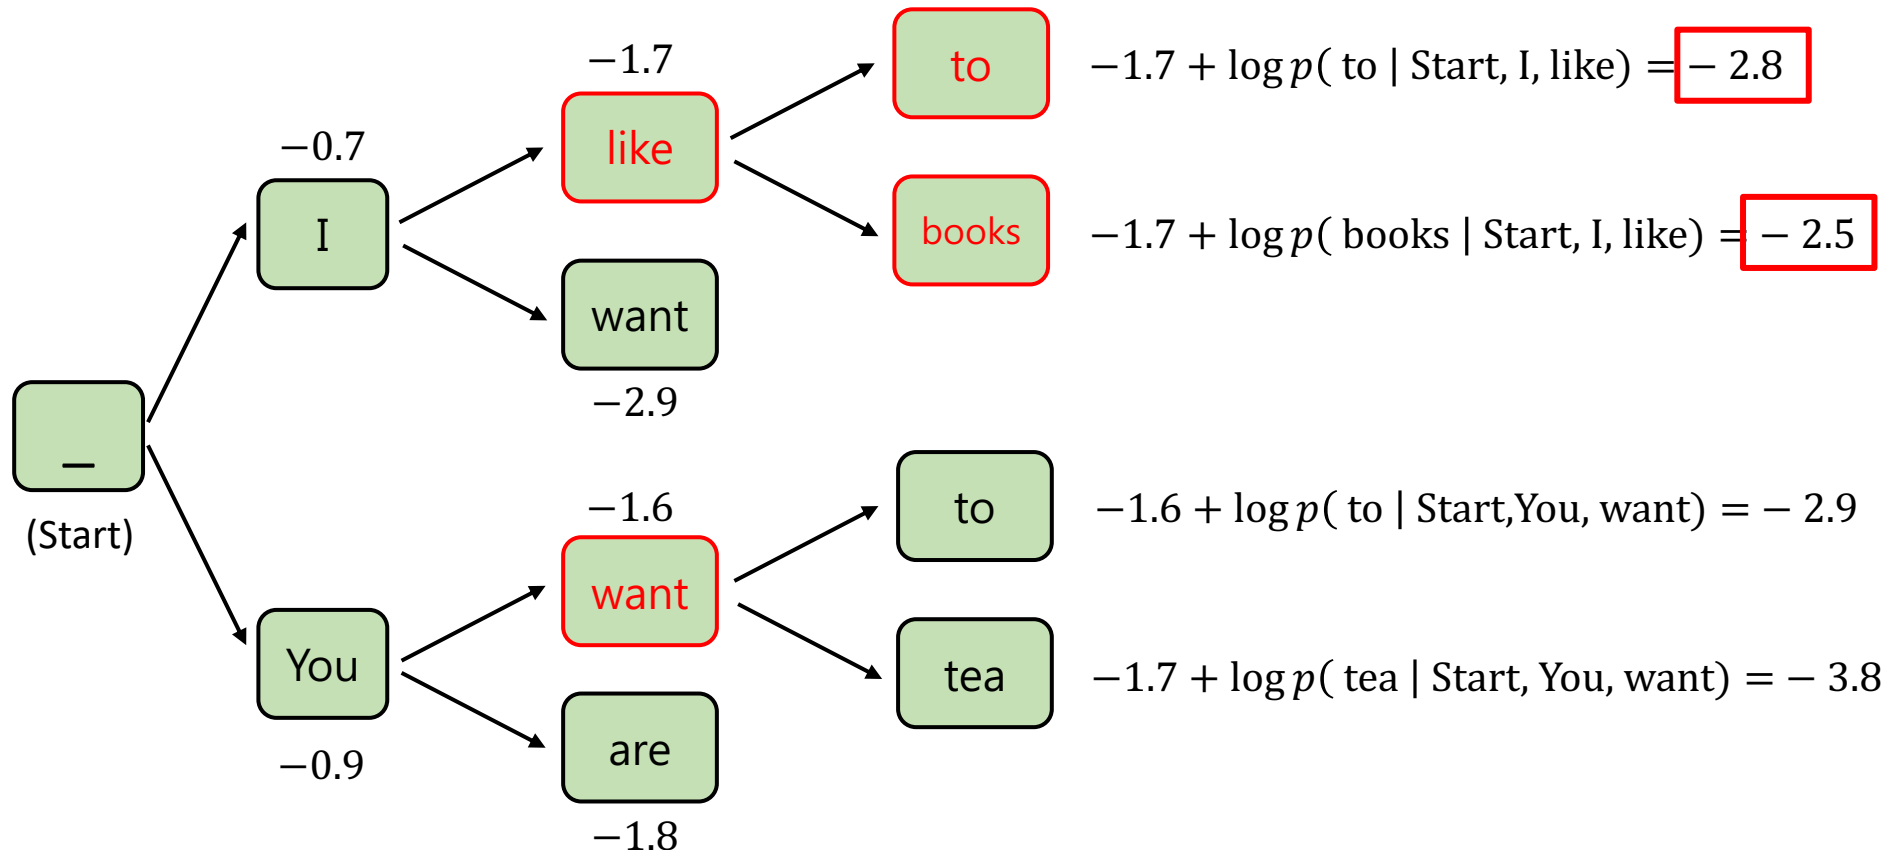 −1.7
to
−1.7 + log p( to | Start, I, like) = − 2.8
like
−0.7
I
books
−1.7 + log p( books | Start, I, like) = − 2.5
want
−2.9
_
(Start)
−1.6
to
−1.6 + log p( to | Start,You, want) = − 2.9
want
You
tea
−1.7 + log p( tea | Start, You, want) = − 3.8
−0.9
are
−1.8